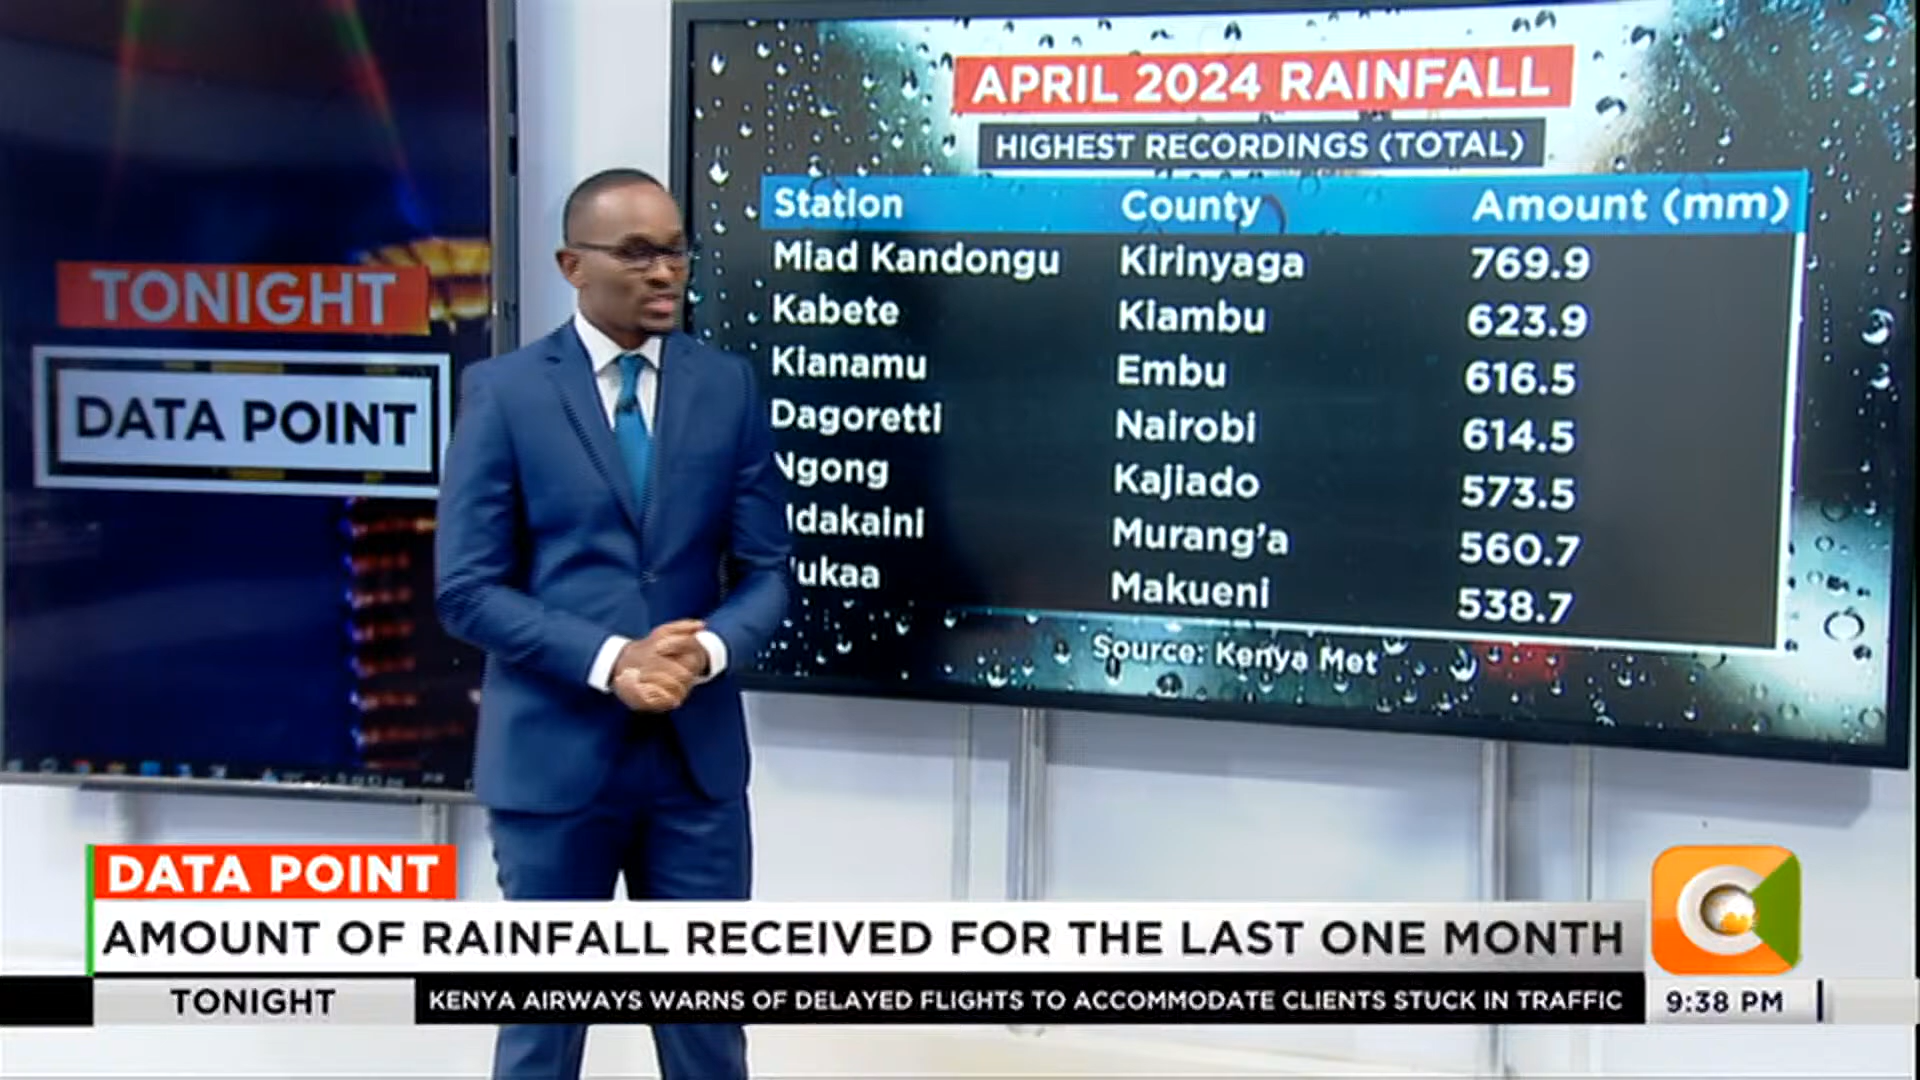 TONIGHT
DATA POINT
APRIL 2024 RAINFALL
HIGHEST RECORDINGS (TOTAL)
Station County Amount (mm)
Miad Kandongu Kirinyaga 769.9
Kabete Kiambu 623.9
Kianamu Embu 616.5
Dagoretti Nairobi 614.5
Ngong Kajiado 573.5
Murang'a 560.7
Makueni 538.7
Source: Kenya Met
DATA POINT
AMOUNT OF RAINFALL RECEIVED FOR THE LAST ONE MONTH
TONIGHT KENYA AIRWAYS WARNS OF DELAYED FLIGHTS TO ACCOMMODATE CLIENTS STUCK IN TRAFFIC 9:38 PM